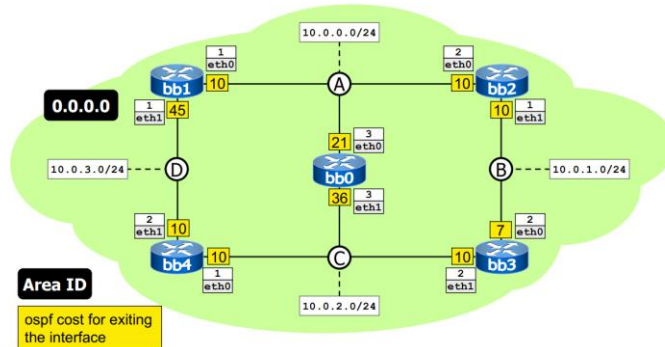 10.0.0.0/24
1
eth0
2
eth0
bb1
10
A
10
bb2
0.0.0.0
1
eth1
45
10
1
eth1
3
21
eth0
10.0.3.0/24
D
bb0
B
10.0.1.0/24
36
3
eth1
2
eth1
10
7
2
eth0
bb4
10
C
10
bb3
1
eth0
2
eth1
Area ID
10.0.2.0/24
ospf cost for exiting
the interface